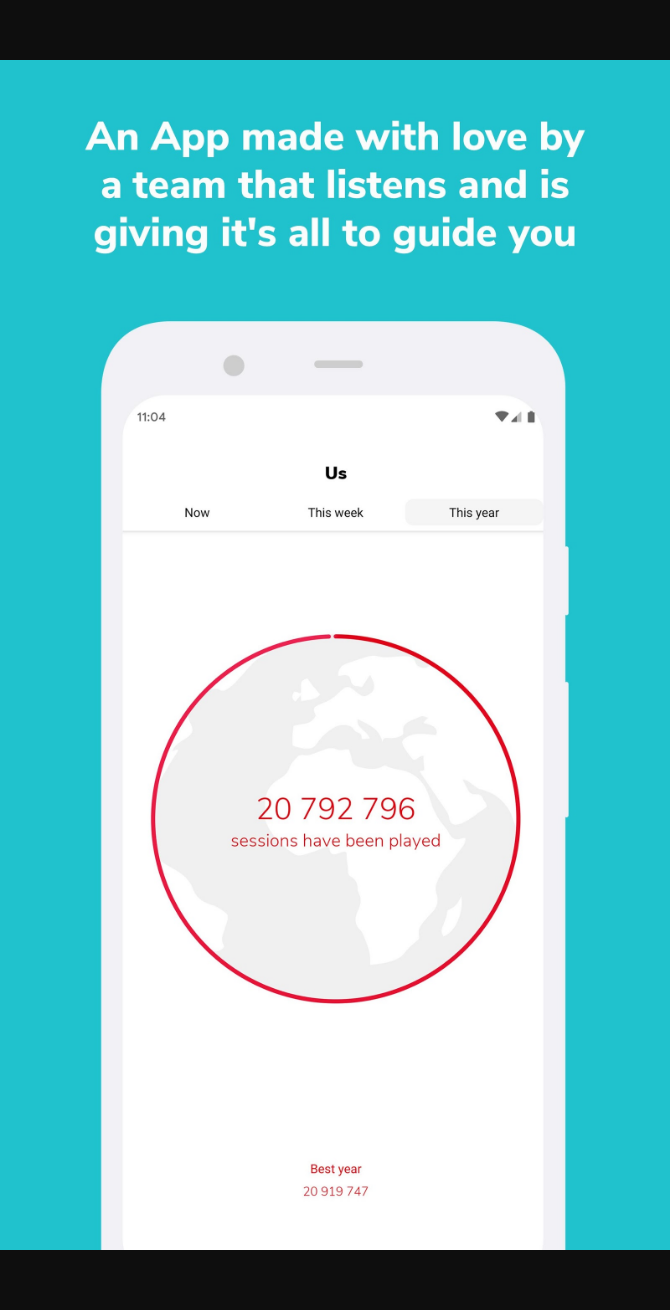 An App made with love by
a team that listens and is
giving it's all to guide you
11:04
Us
Now This week This year
20 792 796
sessions have been played
Best year
20 919 747